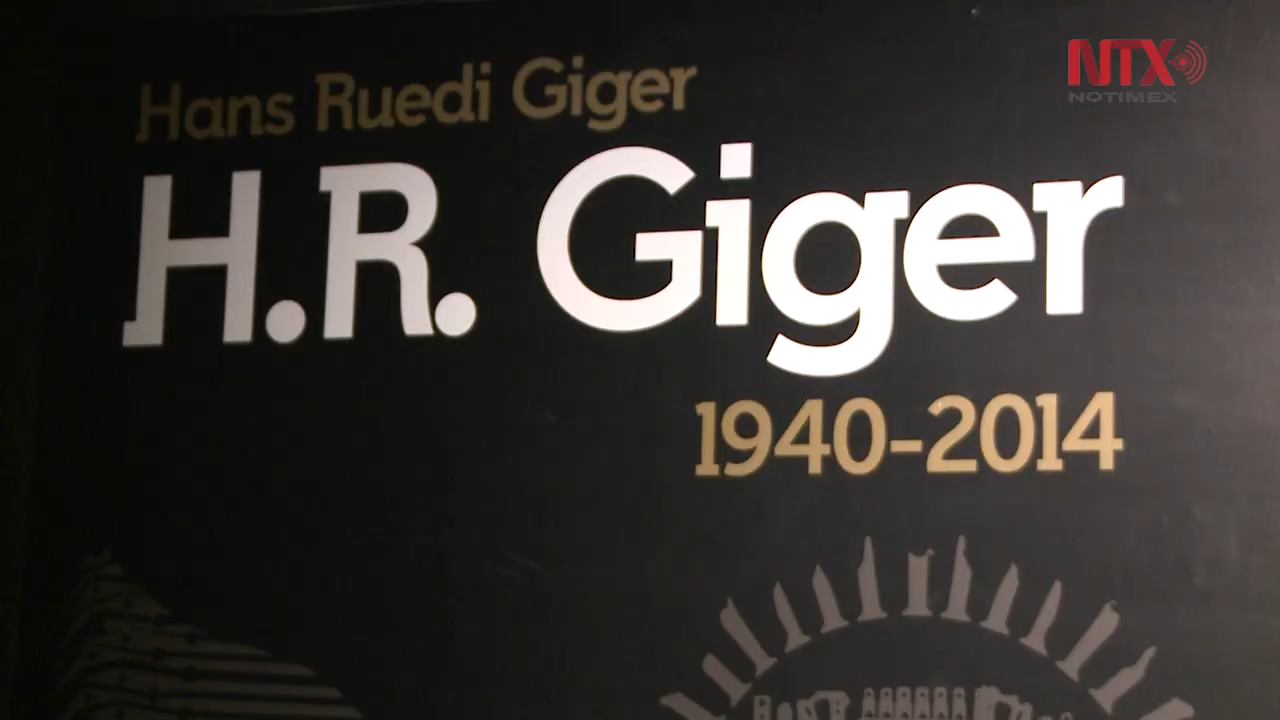 NTX
NOTIMEX
Hans Ruedi Giger
H.R. Giger
1940-2014